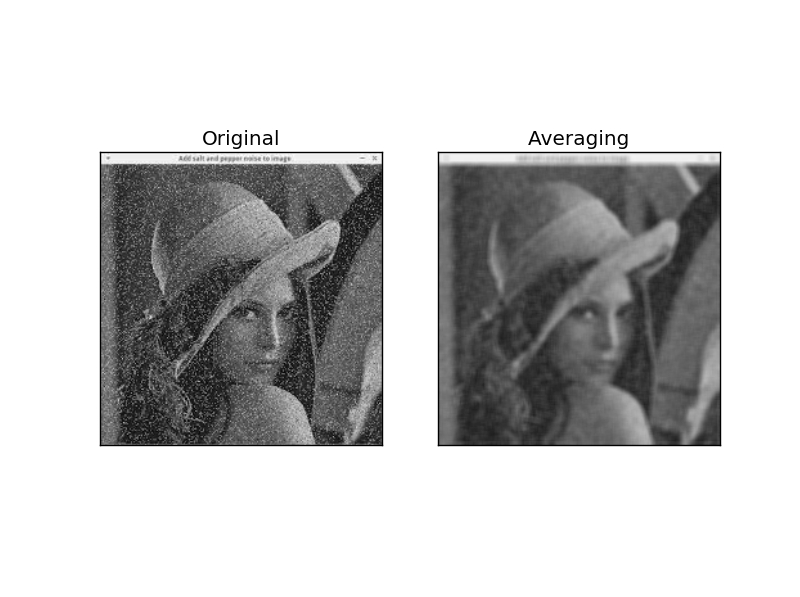 Original
Averaging
Add salt and pepper noise to image